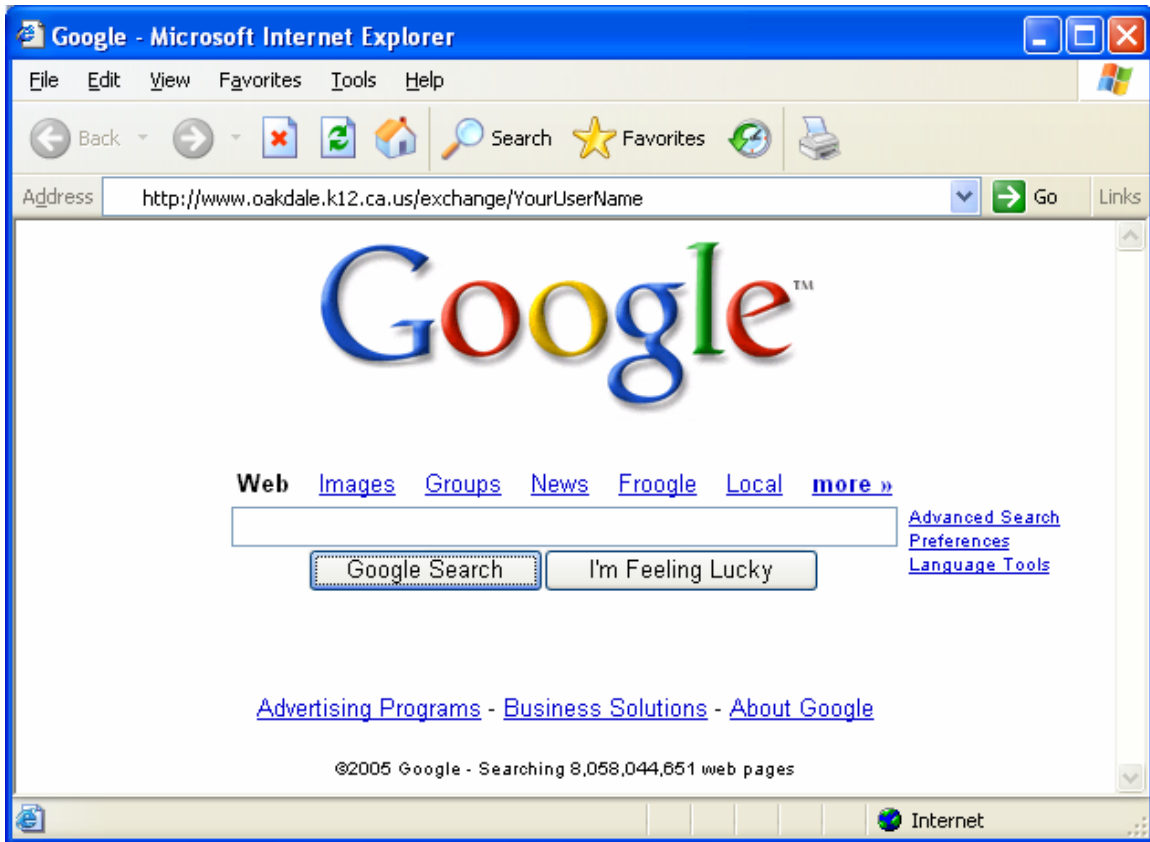 Google - Microsoft Internet Explorer
File Edit View Favorites Tools Help
Back Search Favorites
Address http://www.oakdale.k12.ca.us/exchange/YourUserName Go Links
Google™
Web Images Groups News Froogle Local more »
Advanced Search
Preferences
Language Tools
Google Search I'm Feeling Lucky
Advertising Programs - Business Solutions - About Google
©2005 Google - Searching 8,058,044,651 web pages
Internet